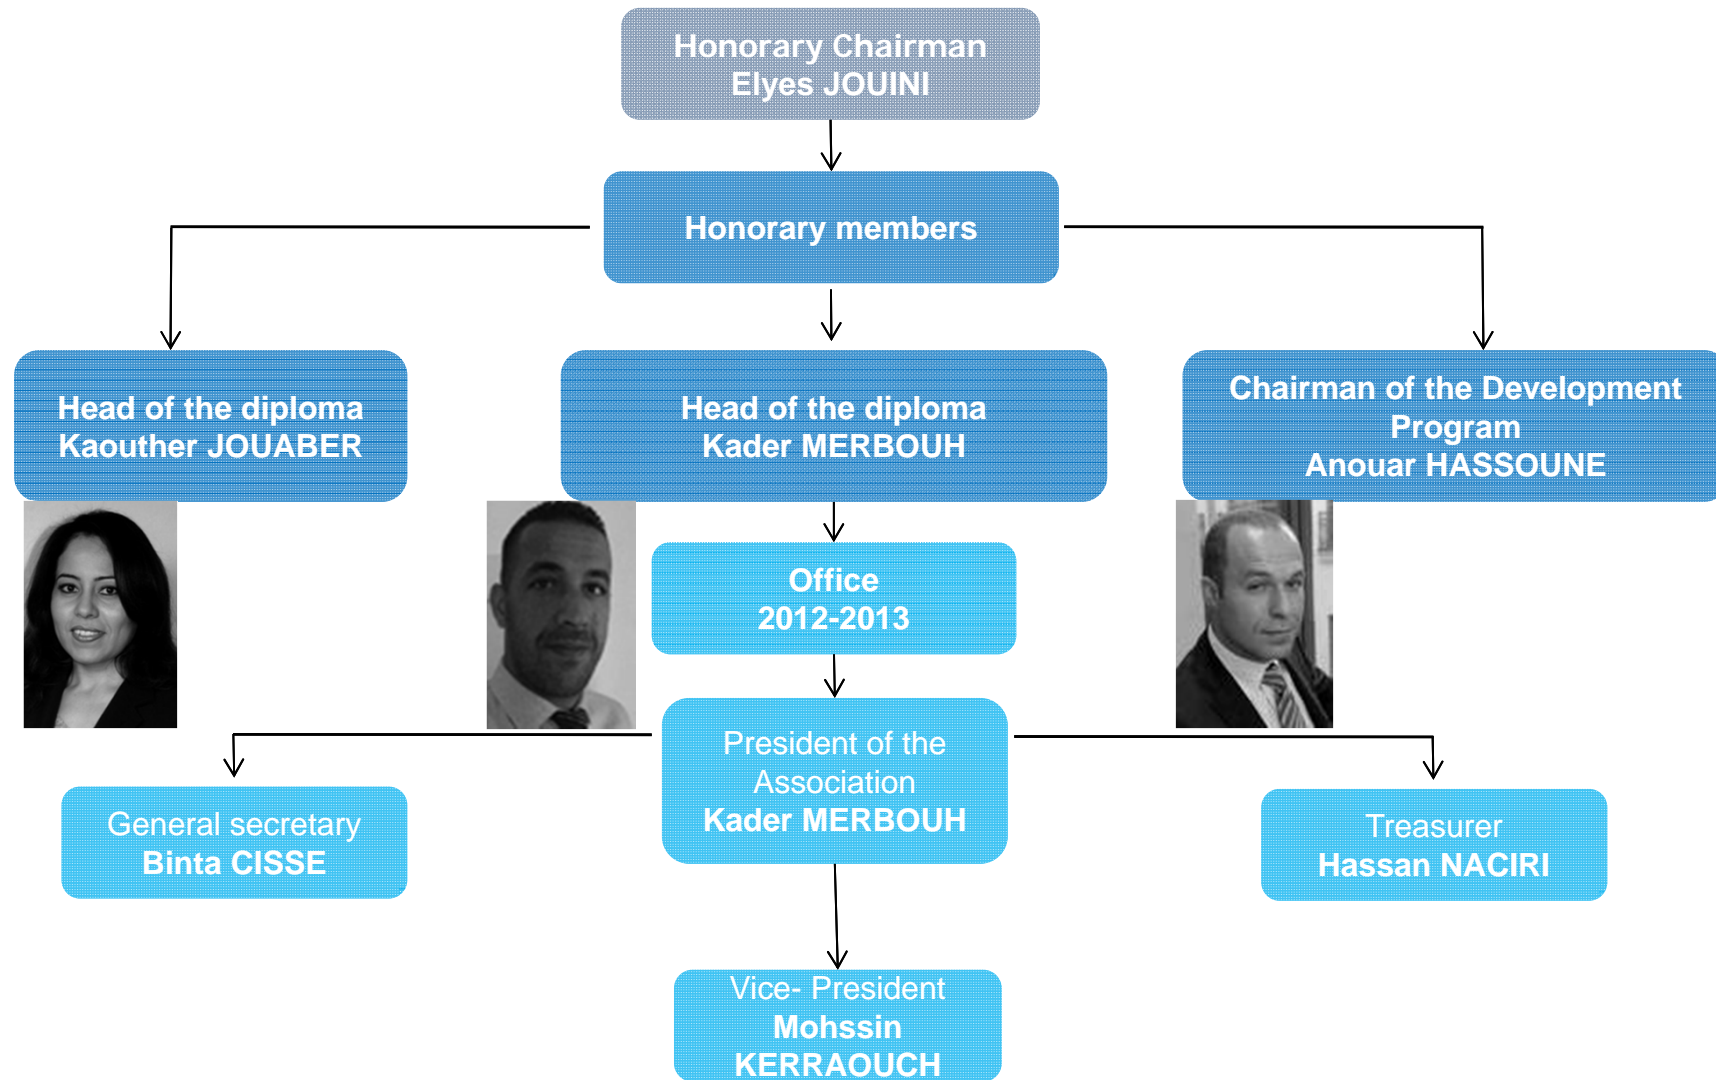 Honorary Chairman
Elyes JOUINI
Honorary members
Head of the diploma
Kaouther JOUABER
Head of the diploma
Kader MERBOUH
Chairman of the Development
Program
Anouar HASSOUNE
Office
2012-2013
President of the
Association
Kader MERBOUH
General secretary
Binta CISSE
Treasurer
Hassan NACIRI
Vice- President
Mohssin
KERRAOUCH